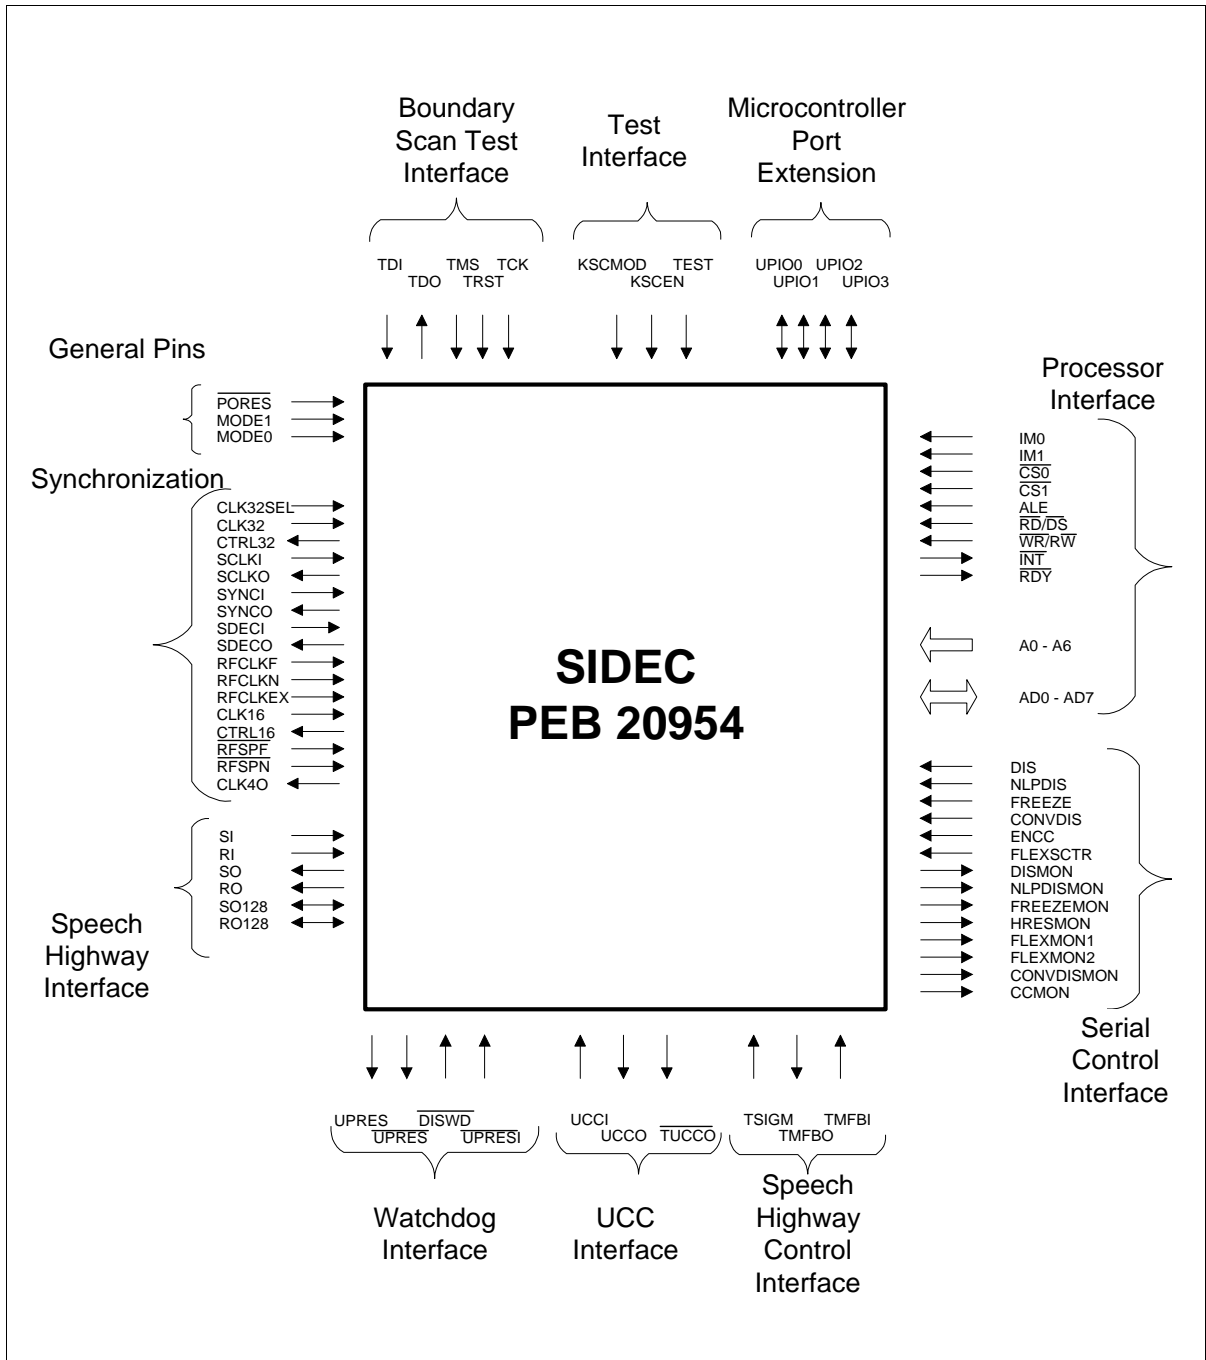 Boundary
Scan Test
Interface
Test
Interface
Microcontroller
Port
Extension
TDI
TDO
TMS
TRST
TCK
KSCMOD
KSCEN
TEST
UPIO0
UPIO1
UPIO2
UPIO3
General Pins
PORES
MODE1
MODE0
Synchronization
CLK32SEL
CLK32
CTRL32
SCLKI
SCLKO
SYNCI
SYNCO
SDECI
SDECO
RFCLKF
RFCLKN
RFCLKEX
CLK16
CTRL16
RFSPF
RFSPN
CLK4O
SI
RI
SO
RO
SO128
RO128
Speech
Highway
Interface
SIDEC
PEB 20954
Processor
Interface
IM0
IM1
CS0
CS1
ALE
RD/DS
WR/RW
INT
RDY
A0 - A6
AD0 - AD7
DIS
NLPDIS
FREEZE
CONVDIS
ENCC
FLEXSCTR
DISMON
NLPDISMON
FREEZEMON
HRESMON
FLEXMON1
FLEXMON2
CONVDISMON
CCMON
Serial
Control
Interface
UPRES
UPRES
DISWD
UPRESI
Watchdog
Interface
UCCI
UCCO
TUCCO
UCC
Interface
TSIGM
TMFBO
TMFBI
Speech
Highway
Control
Interface